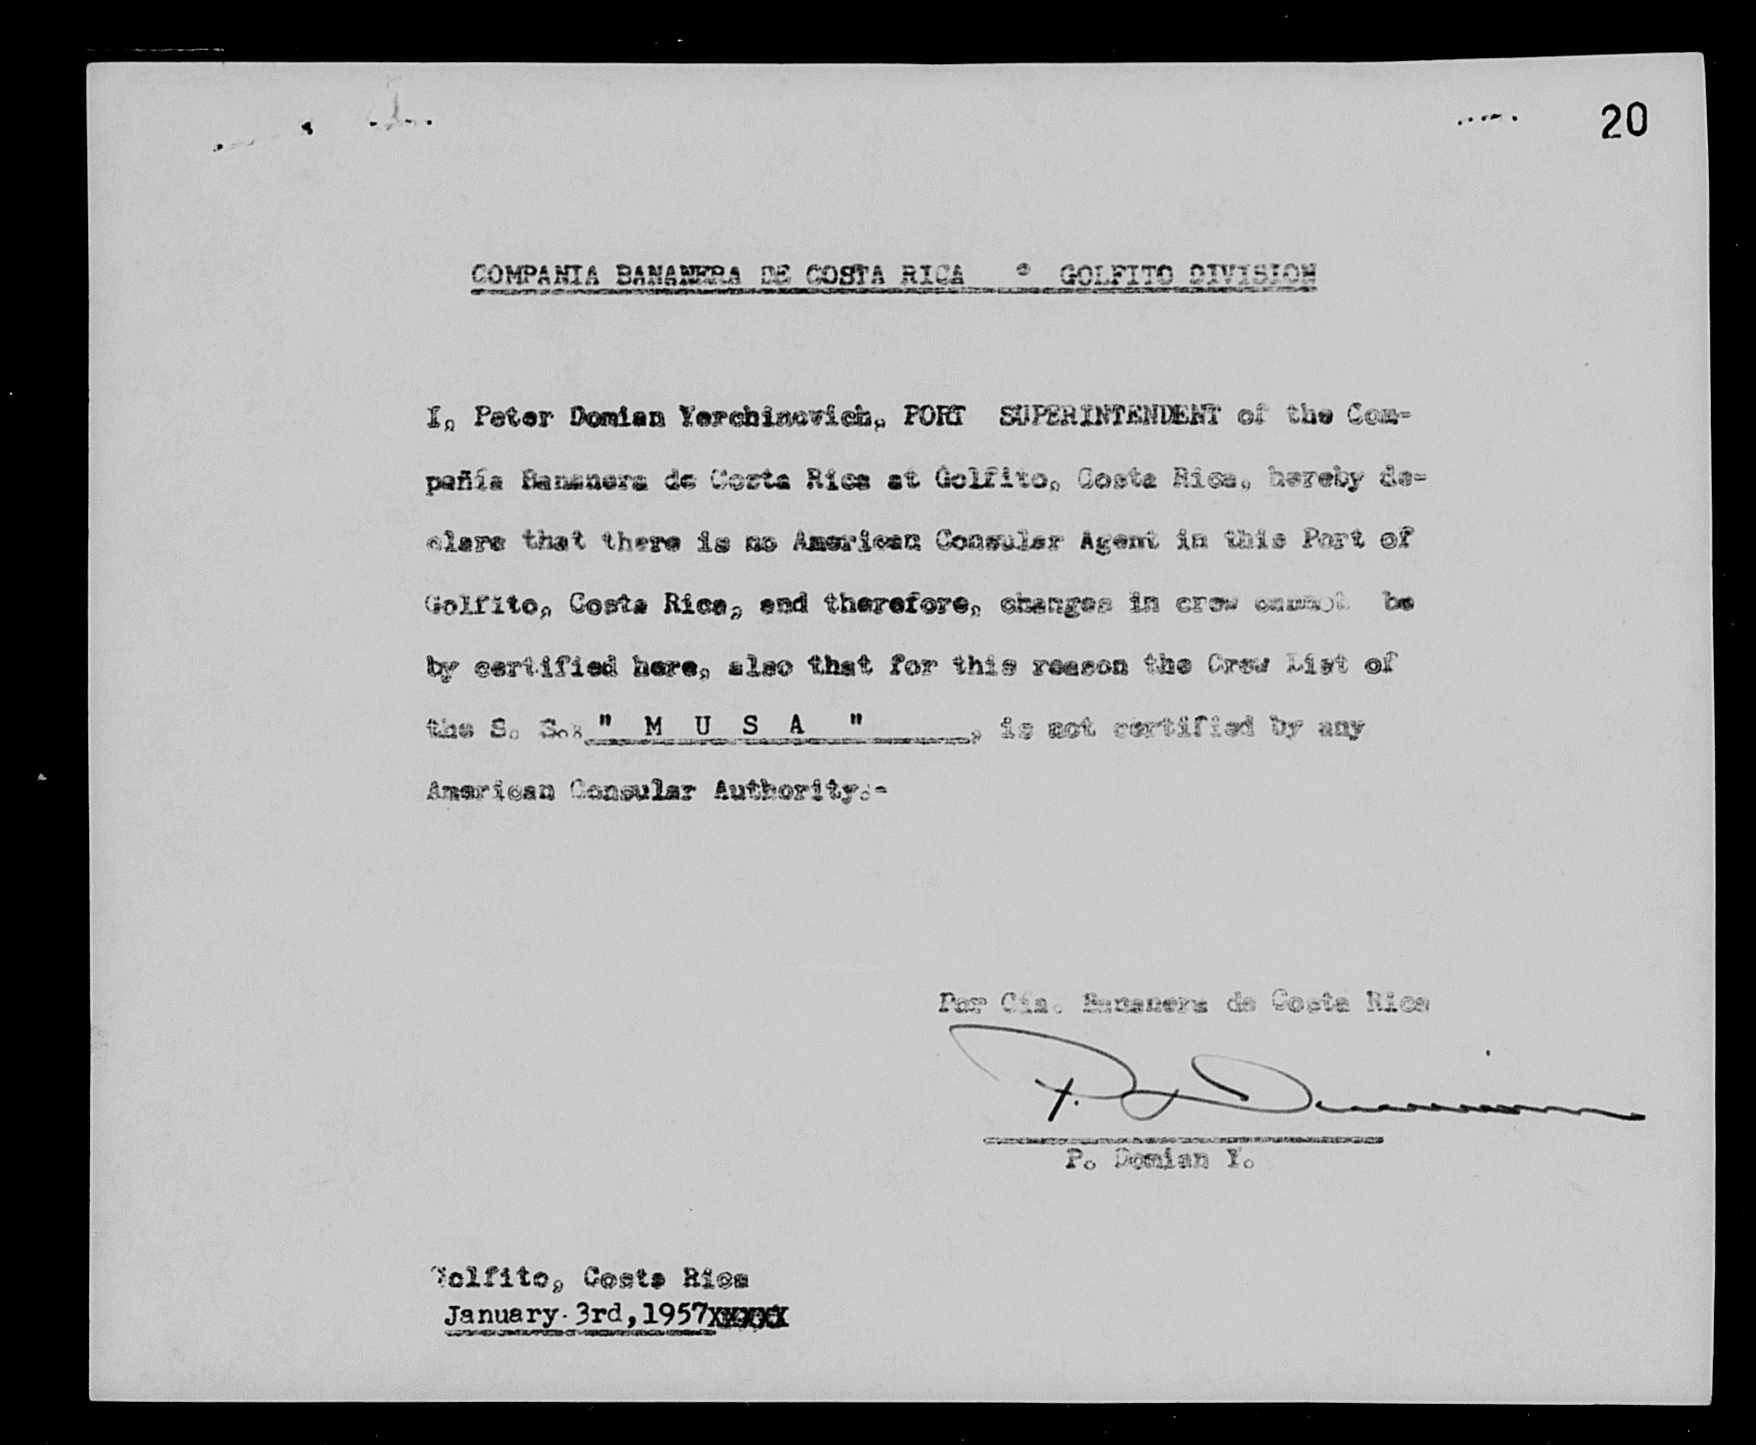 20
COMPANIA BANANERA DE COSTA RICA * GOLFITO DIVISION
I, Peter Domian Yerchinovich, PORT SUPERINTENDENT of the Com-
pañía Bananera de Costa Rica at Golfito, Costa Rica, hereby de-
clare that there is no American Consular Agent in this Port of
Golfito, Costa Rica, and therefore, changes in crew cannot be
by certified here, also that for this reason the Crew List of
the S. S.: " M U S A ", is not certified by any
American Consular Authority.-
Por Cía. Bananera de Costa Rica
P. Domian Y.
Golfito, Costa Rica
January 3rd, 1957